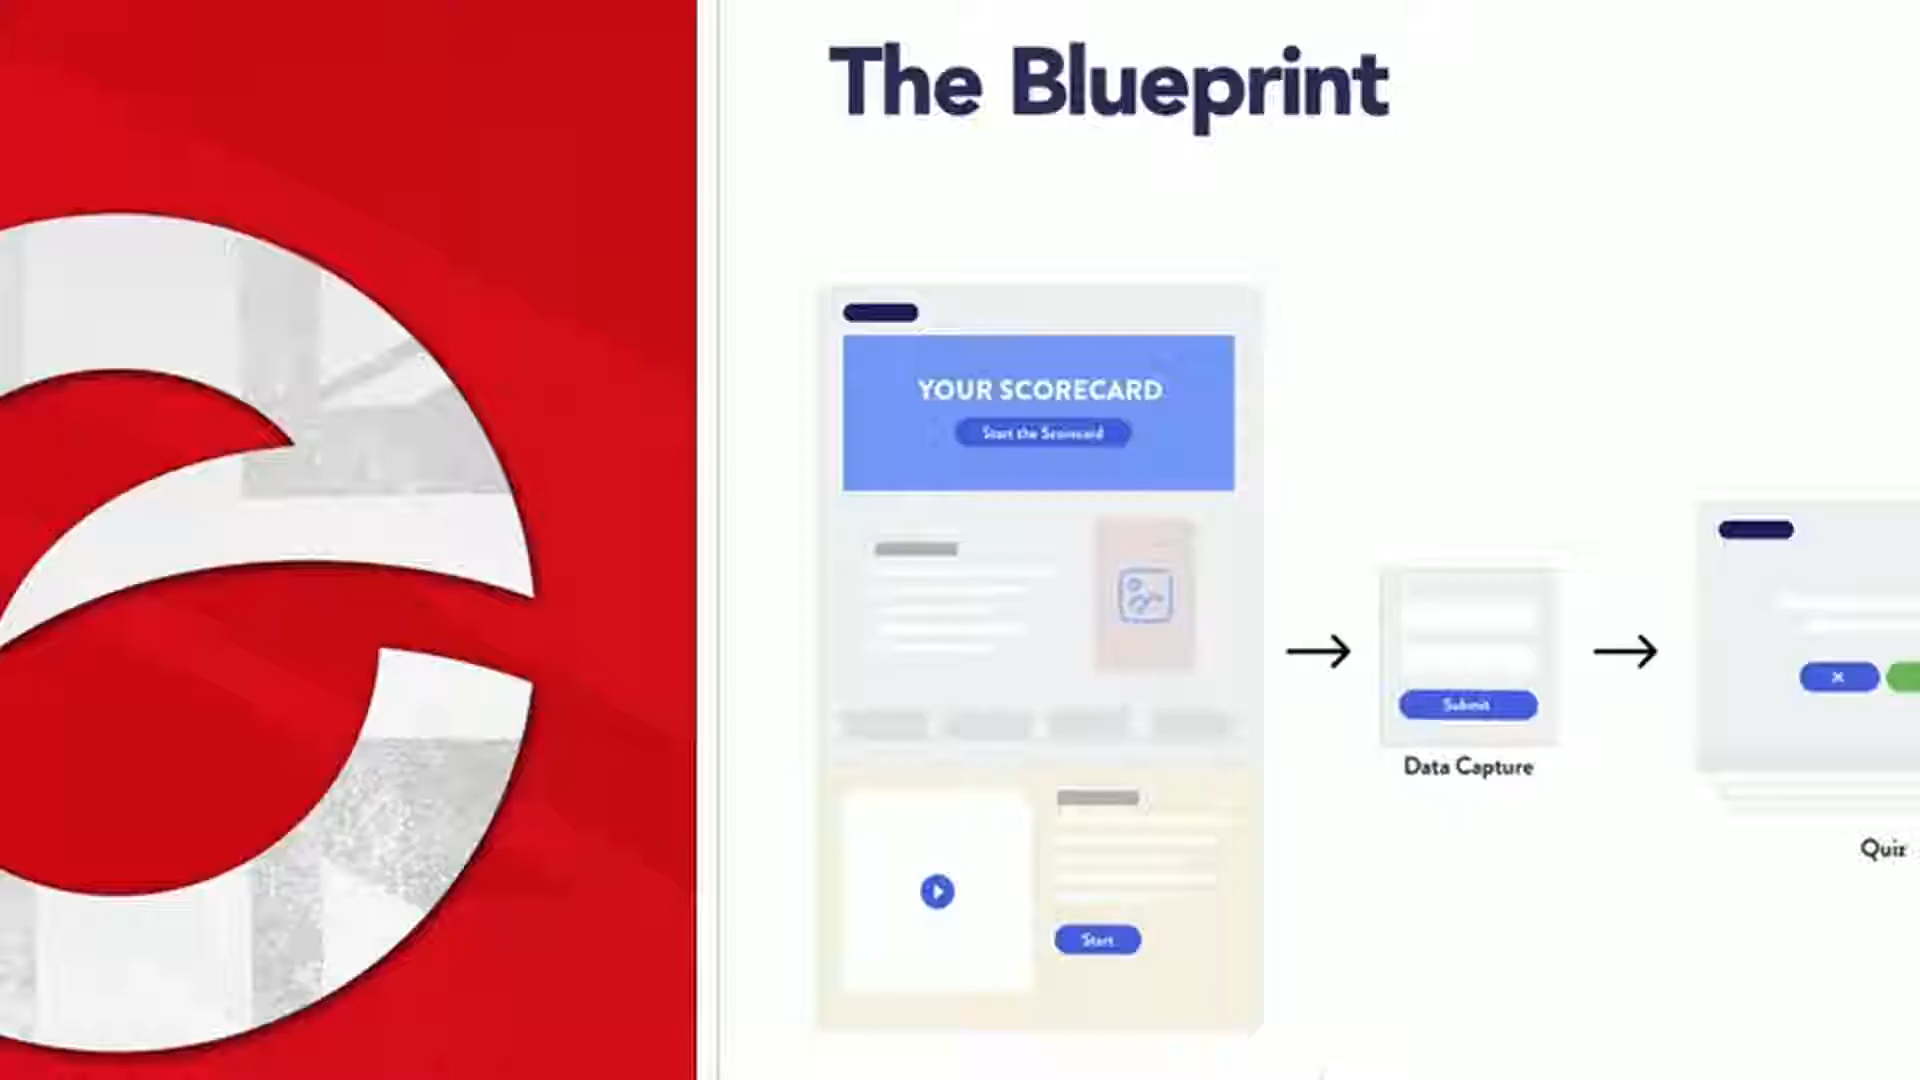 The Blueprint
YOUR SCORECARD
Start the Scorecard
Submit
Data Capture
Start
Quiz